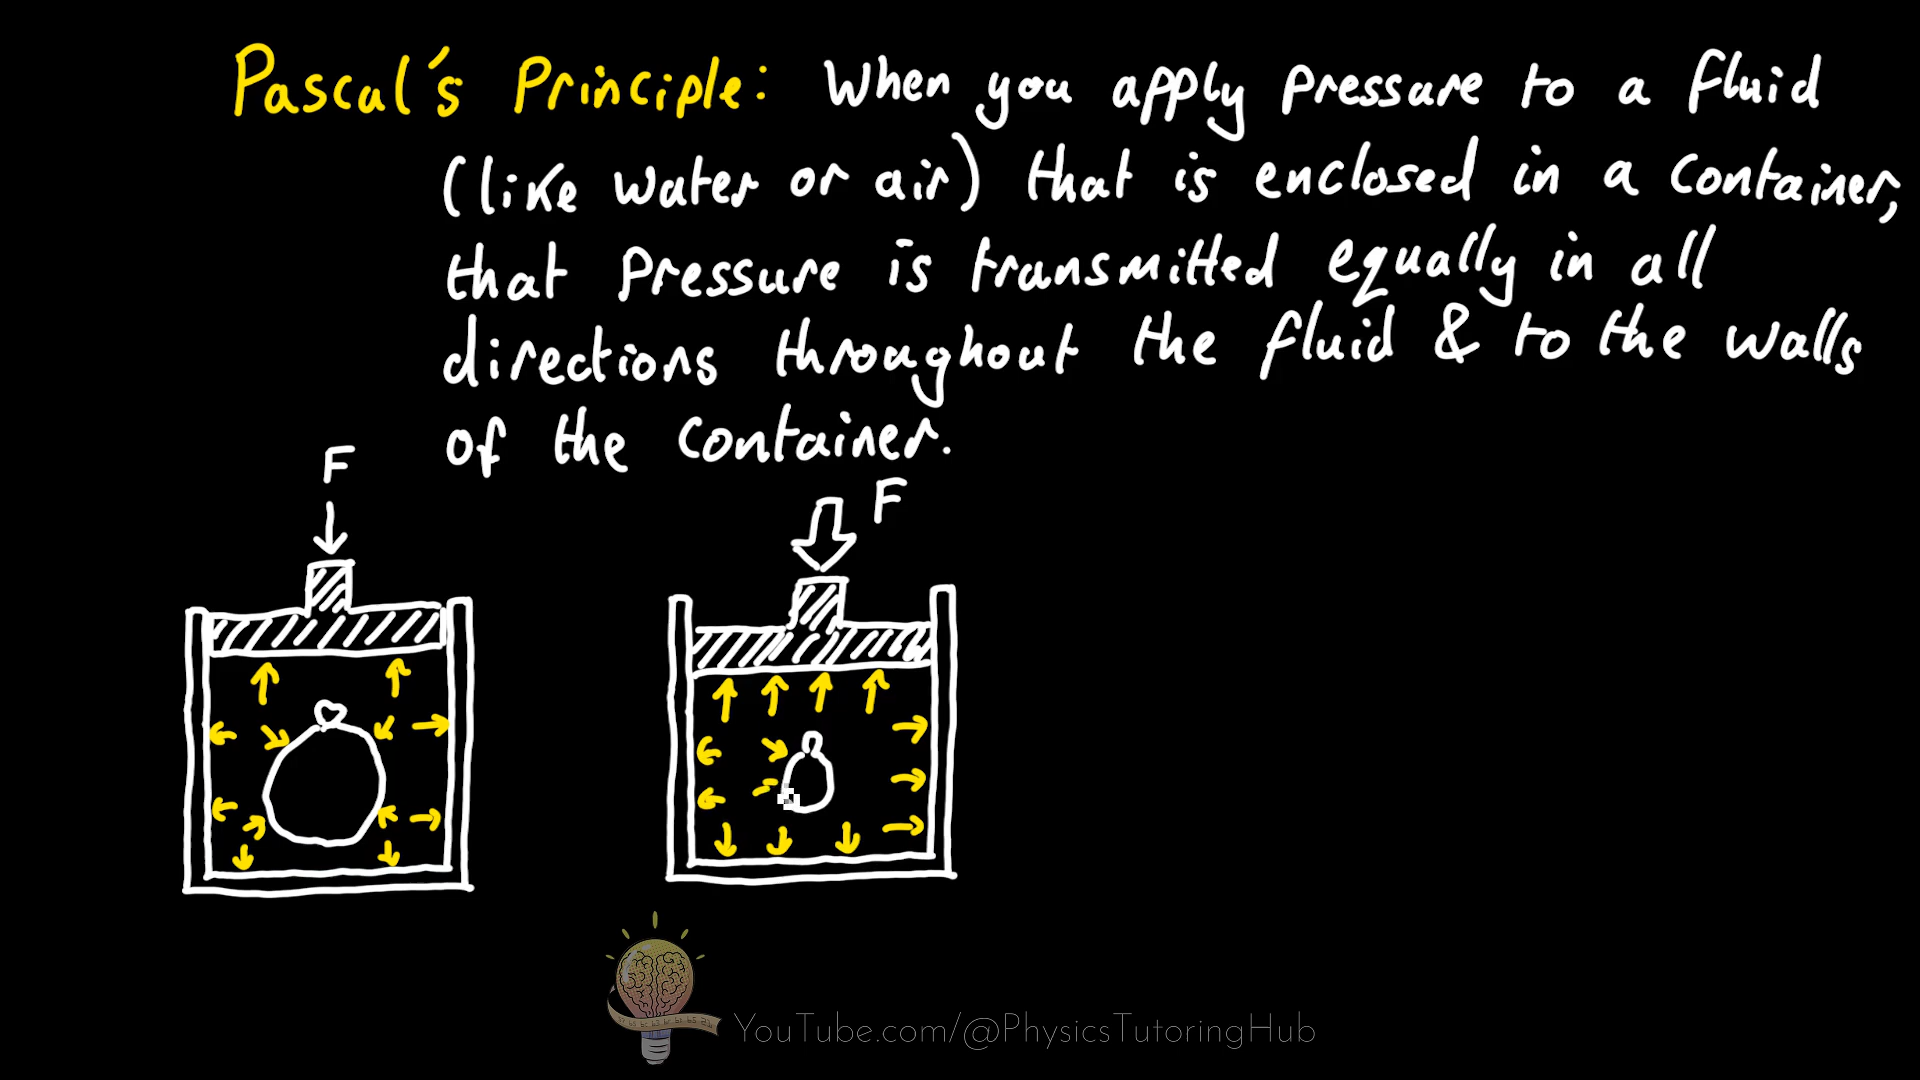 Pascal's Principle: When you apply pressure to a fluid
(like water or air) that is enclosed in a container,
that pressure is transmitted equally in all
directions throughout the fluid & to the walls
of the container.
F
F
YouTube.com/@PhysicsTutoringHub